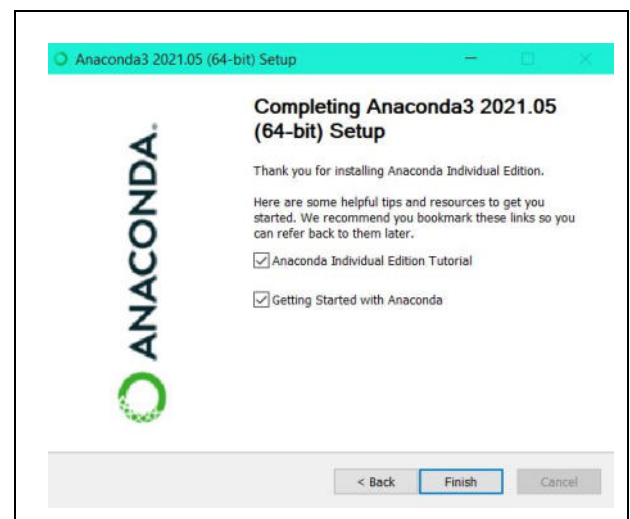 Anaconda3 2021.05 (64-bit) Setup
ANACONDA.
Completing Anaconda3 2021.05
(64-bit) Setup
Thank you for installing Anaconda Individual Edition.
Here are some helpful tips and resources to get you
started. We recommend you bookmark these links so you
can refer back to them later.
Anaconda Individual Edition Tutorial
Getting Started with Anaconda
< Back Finish Cancel